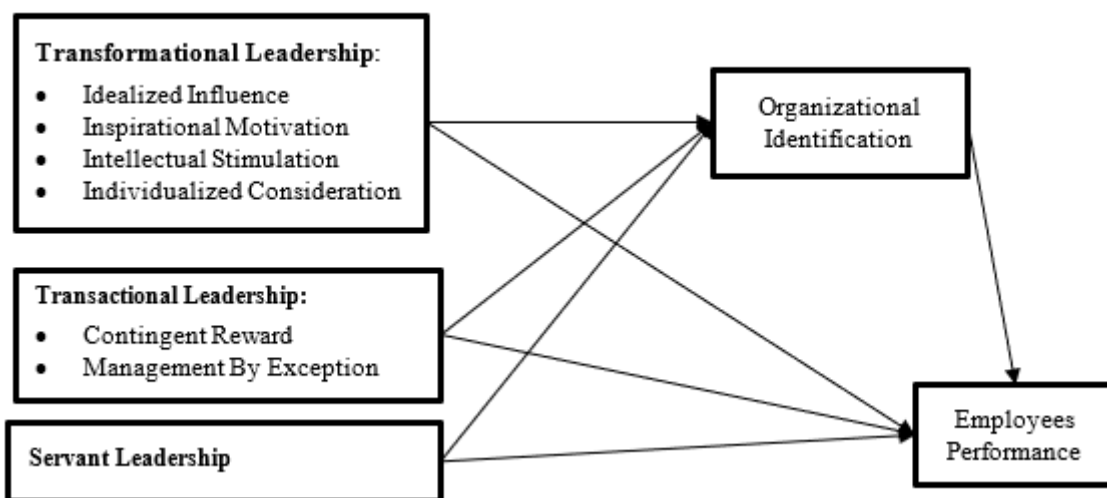 Transformational Leadership:
• Idealized Influence
• Inspirational Motivation
• Intellectual Stimulation
• Individualized Consideration
Organizational
Identification
Transactional Leadership:
• Contingent Reward
• Management By Exception
Servant Leadership
Employees
Performance